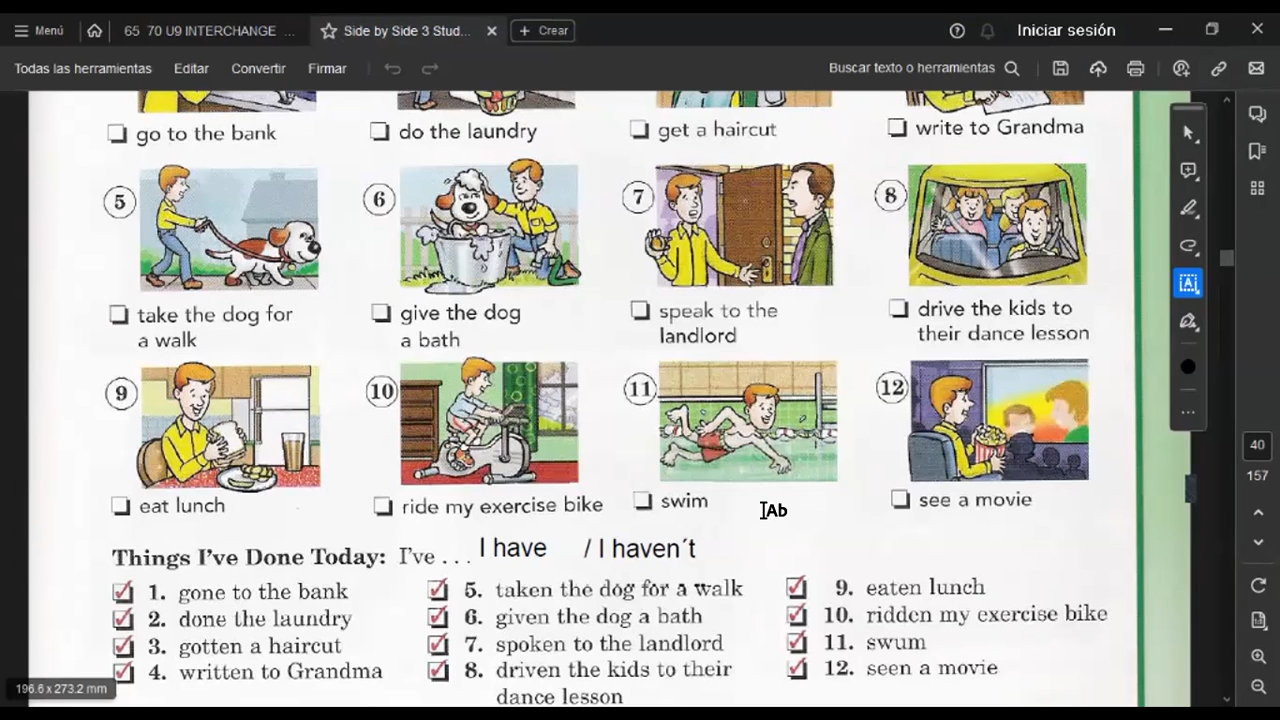 Menú
65 70 U9 INTERCHANGE ...
Side by Side 3 Stud...
Crear
Iniciar sesión
Todas las herramientas
Editar
Convertir
Firmar
Buscar texto o herramientas
go to the bank
do the laundry
get a haircut
write to Grandma
5
6
7
8
take the dog for
a walk
give the dog
a bath
speak to the
landlord
drive the kids to
their dance lesson
9
10
11
12
eat lunch
ride my exercise bike
swim
see a movie
Ab
Things I've Done Today: I've . . . I have / I haven´t
1. gone to the bank
2. done the laundry
3. gotten a haircut
4. written to Grandma
5. taken the dog for a walk
6. given the dog a bath
7. spoken to the landlord
8. driven the kids to their
dance lesson
9. eaten lunch
10. ridden my exercise bike
11. swum
12. seen a movie
40
157
196.6 x 273.2 mm